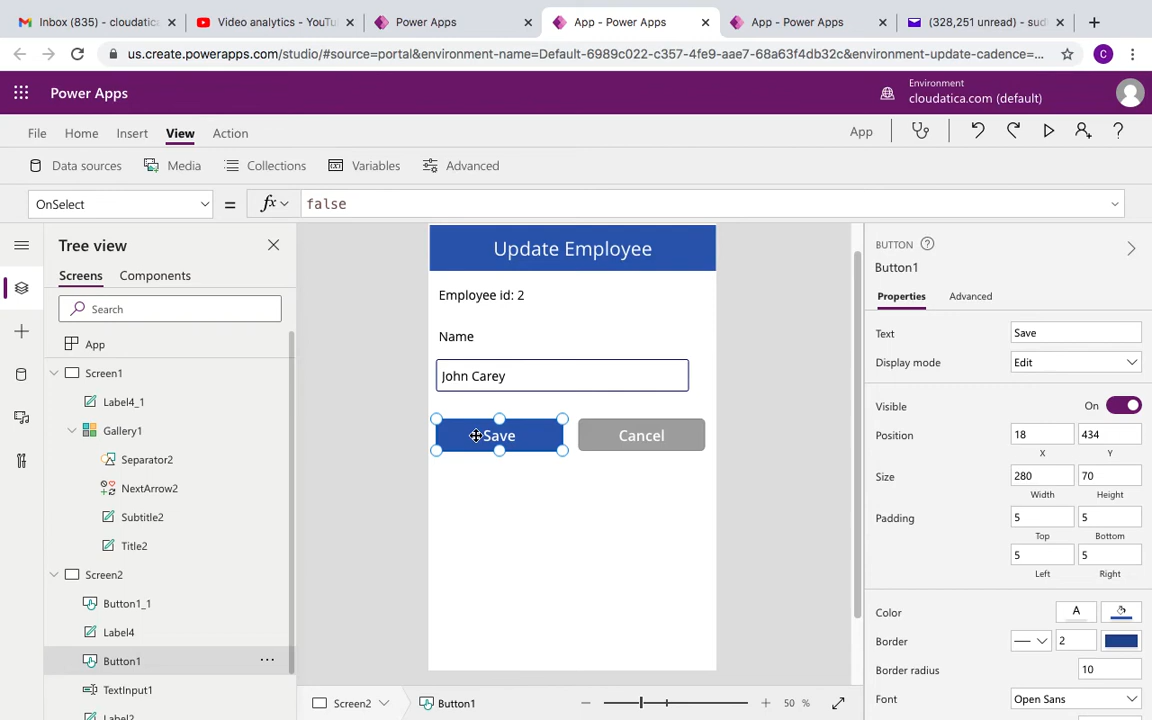 Inbox (835) - cloudatica
Video analytics - YouTu
Power Apps
App - Power Apps
App - Power Apps
(328,251 unread) - sud
us.create.powerapps.com/studio/#source=portal&environment-name=Default-6989c022-c357-4fe9-aae7-68a63f4db32c&environment-update-cadence=...
C
Power Apps
Environment
cloudatica.com (default)
File Home Insert View Action
App
Data sources Media Collections Variables Advanced
OnSelect = fx false
Tree view
Screens Components
Search
App
Screen1
Label4_1
Gallery1
Separator2
NextArrow2
Subtitle2
Title2
Screen2
Button1_1
Label4
Button1
TextInput1
Label2
Update Employee
Employee id: 2
Name
John Carey
Save Cancel
Screen2 Button1
50 %
BUTTON
Button1
Properties Advanced
Text Save
Display mode Edit
Visible On
Position 18 434
X Y
Size 280 70
Width Height
Padding 5 5
Top Bottom
5 5
Left Right
Color A
Border 2
Border radius 10
Font Open Sans